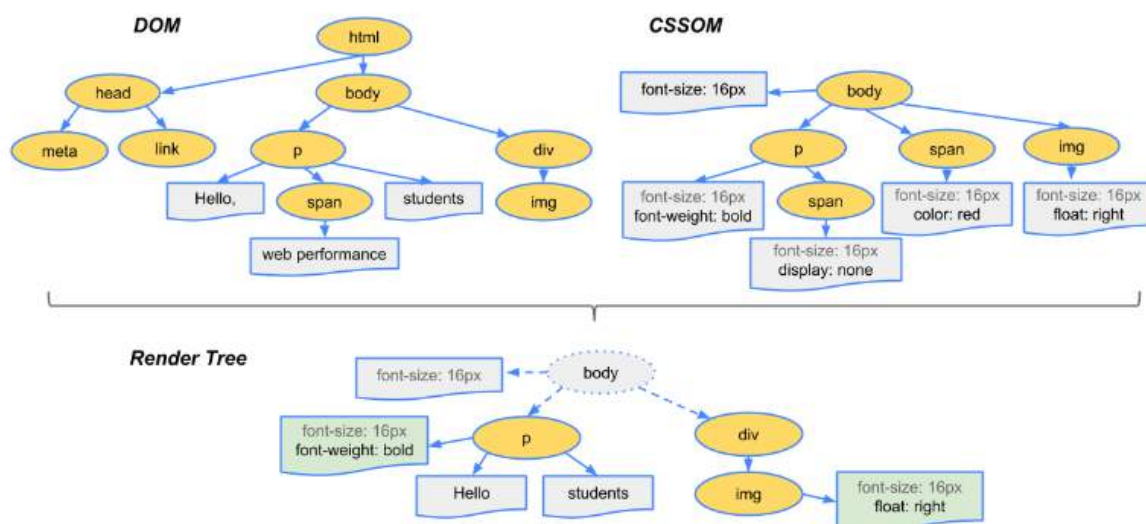 DOM
html
head
body
meta
link
p
div
Hello,
span
students
img
web performance
CSSOM
font-size: 16px
body
p
span
img
font-size: 16px
font-weight: bold
span
font-size: 16px
color: red
font-size: 16px
float: right
font-size: 16px
display: none
Render Tree
font-size: 16px
body
font-size: 16px
font-weight: bold
p
div
Hello
students
img
font-size: 16px
float: right